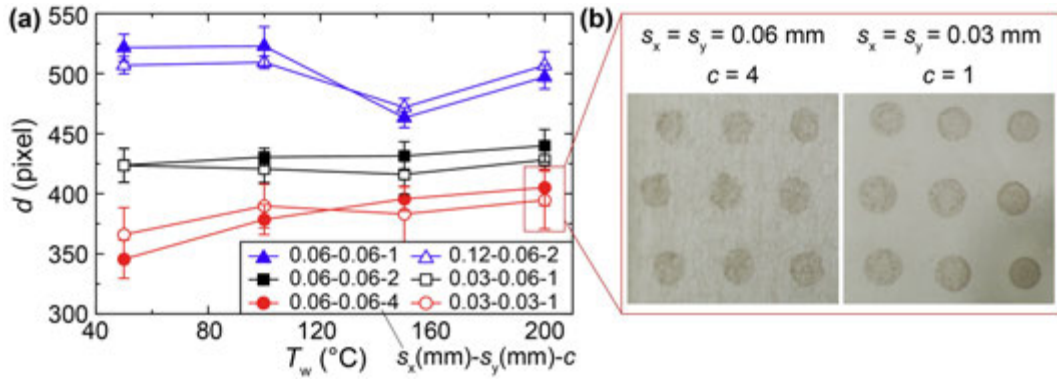 (a)
550
500
450
400
350
300
d (pixel)
40
80
120
160
200
T_w (°C)
0.06-0.06-1
0.12-0.06-2
0.06-0.06-2
0.03-0.06-1
0.06-0.06-4
0.03-0.03-1
s_x(mm)-s_y(mm)-c
(b)
s_x = s_y = 0.06 mm
c = 4
s_x = s_y = 0.03 mm
c = 1